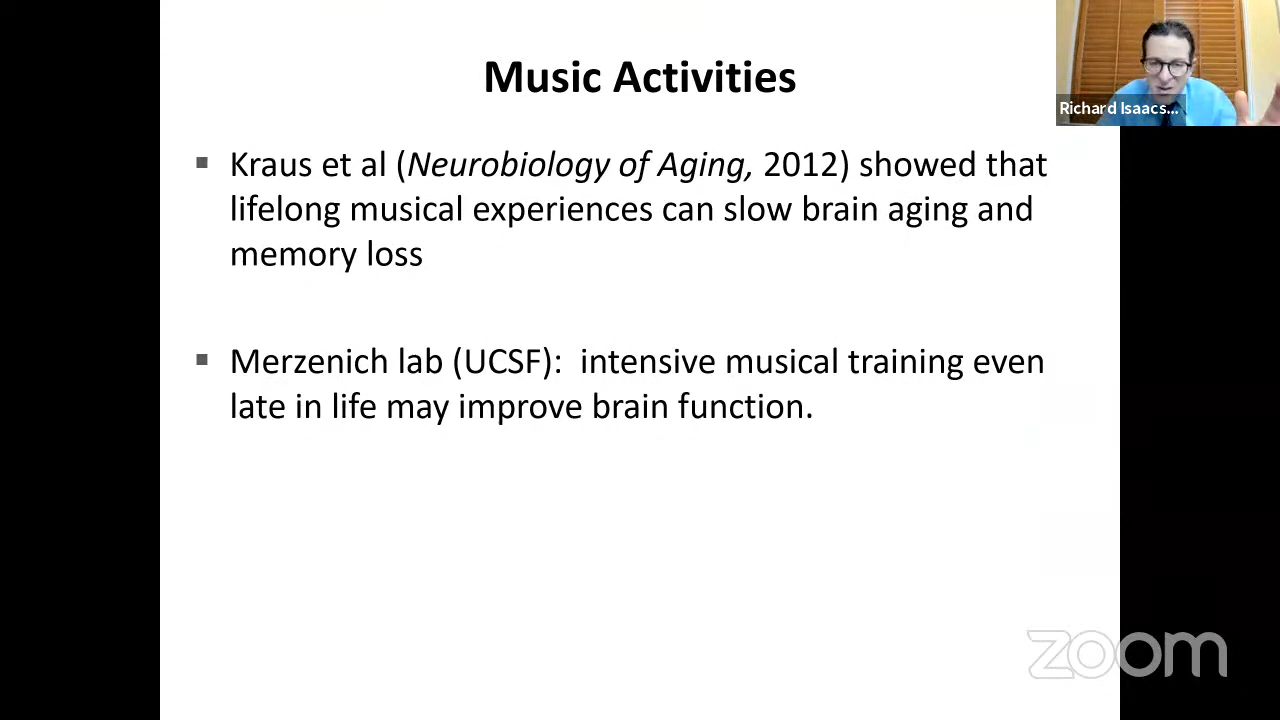 Music Activities
Richard Isaacs...
Kraus et al (Neurobiology of Aging, 2012) showed that
lifelong musical experiences can slow brain aging and
memory loss
Merzenich lab (UCSF):  intensive musical training even
late in life may improve brain function.
zoom